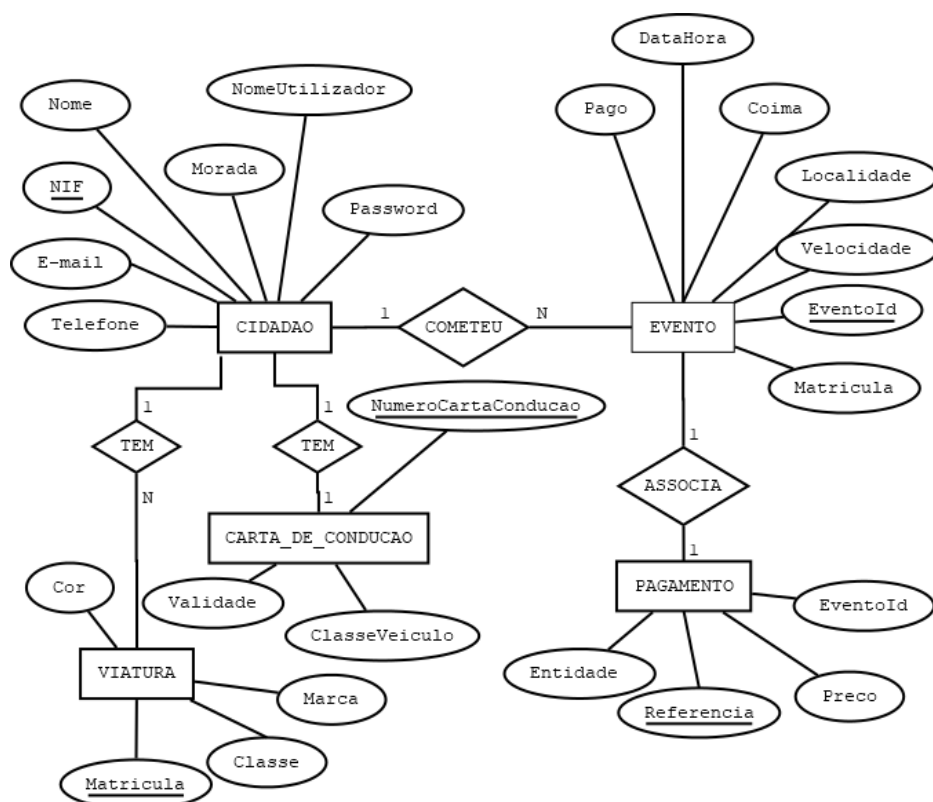 DataHora
NomeUtilizador
Nome
Pago
Coima
Morada
Localidade
NIF
Password
Velocidade
E-mail
EventoId
Telefone
CIDADAO
1
COMETEU
N
EVENTO
Matricula
NumeroCartaConducao
1
1
1
TEM
TEM
ASSOCIA
N
1
CARTA_DE_CONDUCAO
1
Cor
Validade
PAGAMENTO
EventoId
ClasseVeiculo
VIATURA
Entidade
Marca
Preco
Referencia
Classe
Matricula